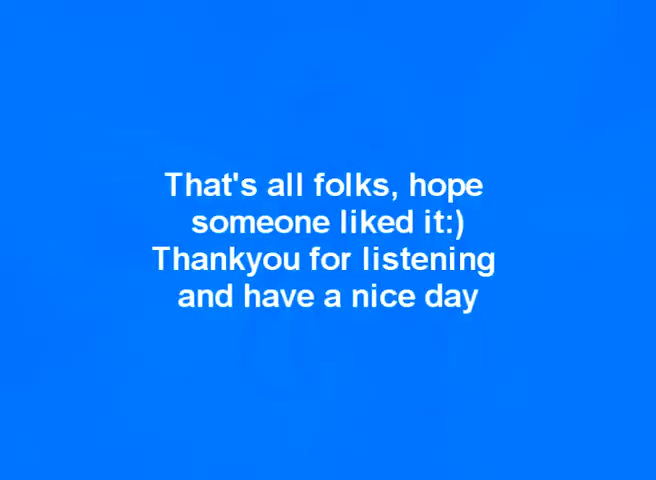 That's all folks, hope
someone liked it:)
Thankyou for listening
and have a nice day